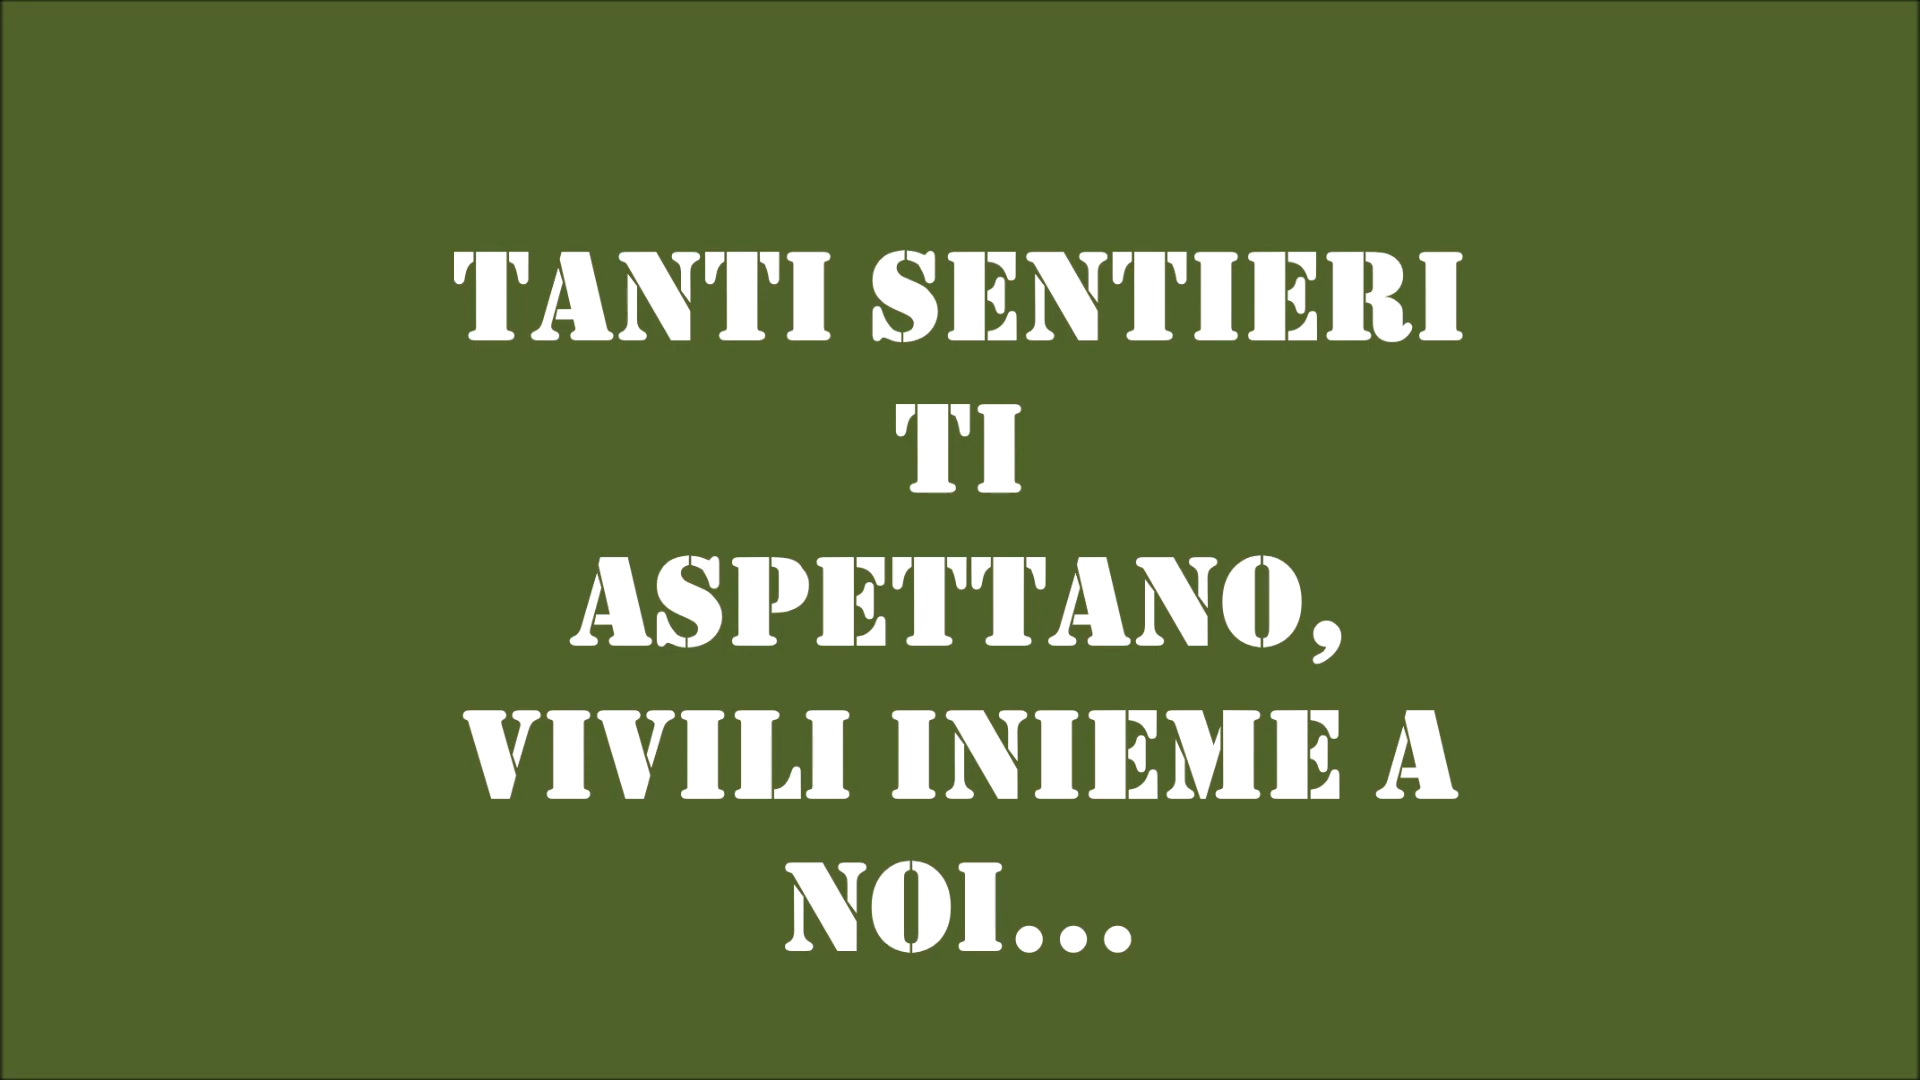 TANTI SENTIERI
TI
ASPETTANO,
VIVILI INIEME A
NOI...